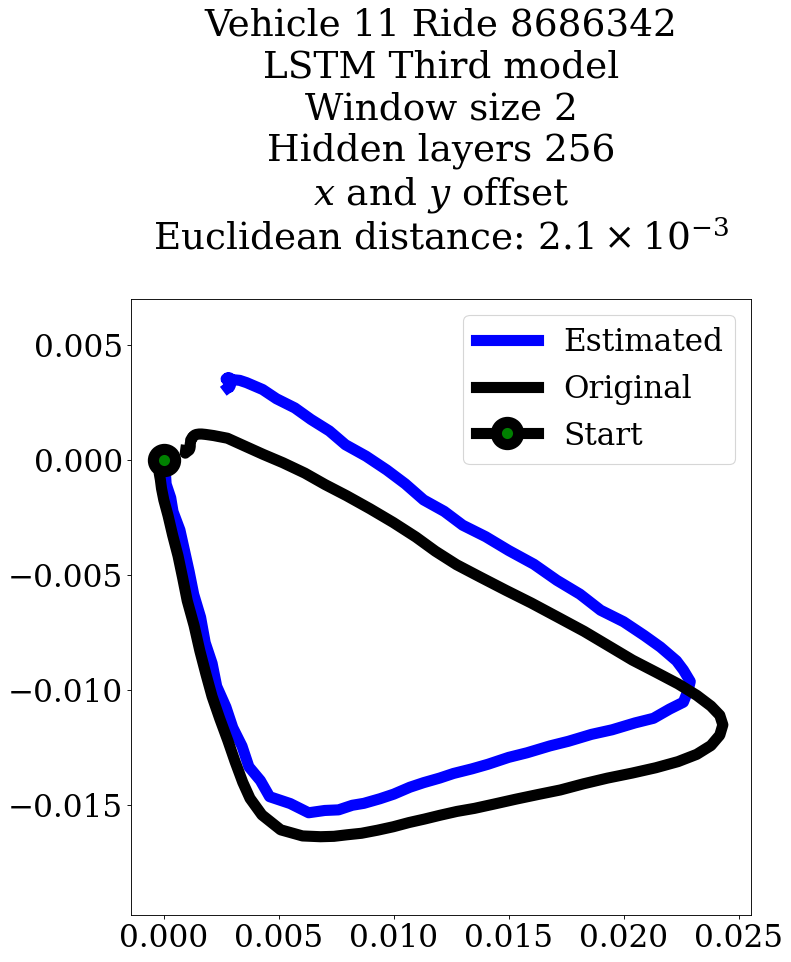 Vehicle 11 Ride 8686342
LSTM Third model
Window size 2
Hidden layers 256
x and y offset
Euclidean distance: 2.1 × 10⁻³
Estimated
Original
Start
0.005
0.000
−0.005
−0.010
−0.015
0.000 0.005 0.010 0.015 0.020 0.025